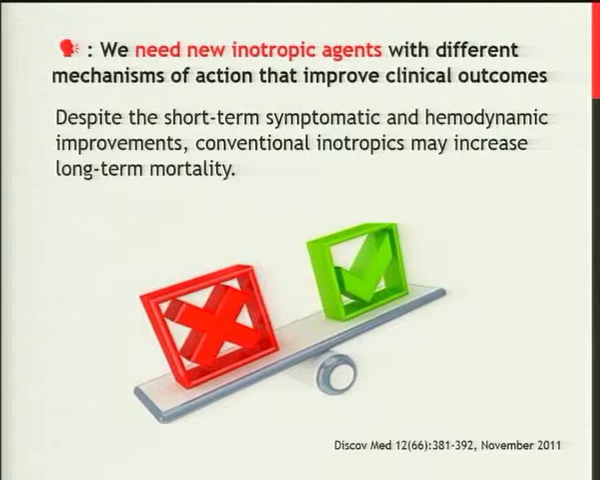 : We need new inotropic agents with different
mechanisms of action that improve clinical outcomes
Despite the short-term symptomatic and hemodynamic
improvements, conventional inotropics may increase
long-term mortality.
Discov Med 12(66):381-392, November 2011